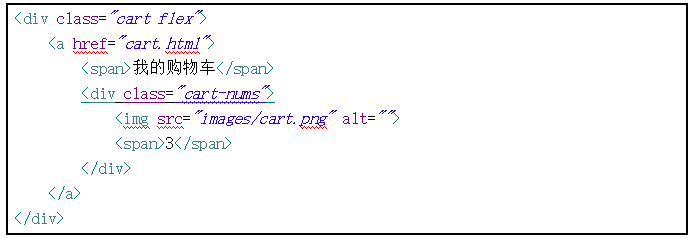 <div class="cart flex">
<a href="cart.html">
<span>我的购物车</span>
<div class="cart-nums">
<img src="images/cart.png" alt="">
<span>3</span>
</div>
</a>
</div>